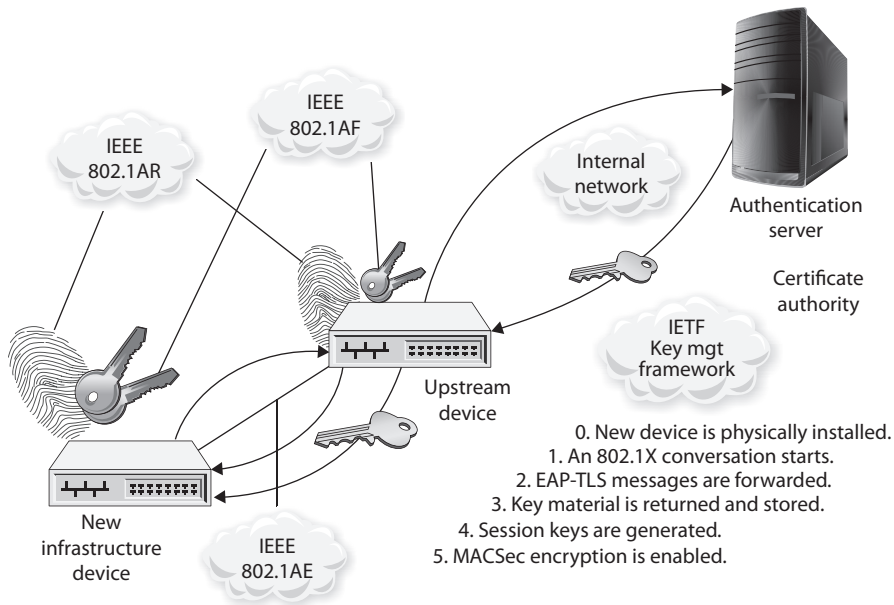 IEEE
802.1AF
IEEE
802.1AR
Internal
network
Authentication
server
Certificate
authority
IETF
Key mgt
framework
Upstream
device
0. New device is physically installed.
1. An 802.1X conversation starts.
2. EAP-TLS messages are forwarded.
3. Key material is returned and stored.
4. Session keys are generated.
5. MACSec encryption is enabled.
New
infrastructure
device
IEEE
802.1AE